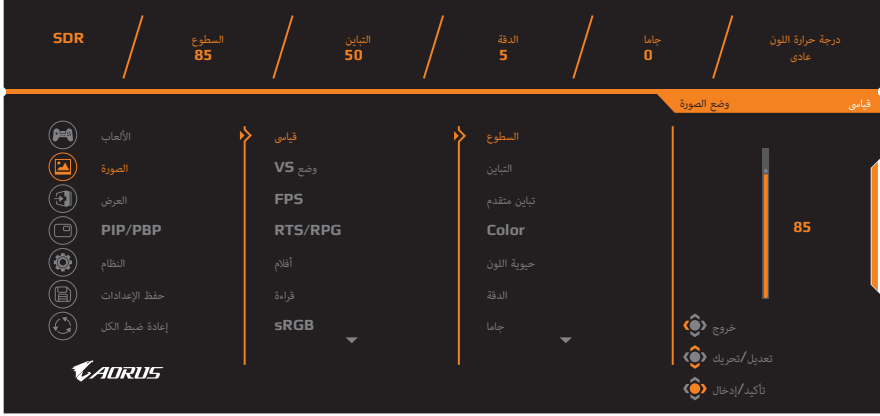 SDR
السطوع
85
التباين
50
الدقة
5
جاما
0
درجة حرارة اللون
عادى
وضع الصورة
قياسى
الألعاب
الصورة
العرض
PIP/PBP
النظام
حفظ الإعدادات
إعادة ضبط الكل
قياسى
وضع VS
FPS
RTS/RPG
أفلام
قراءة
sRGB
السطوع
التباين
تباين متقدم
Color
حيوية اللون
الدقة
جاما
85
خروج
تعديل/تحريك
تأكيد/إدخال
AORUS